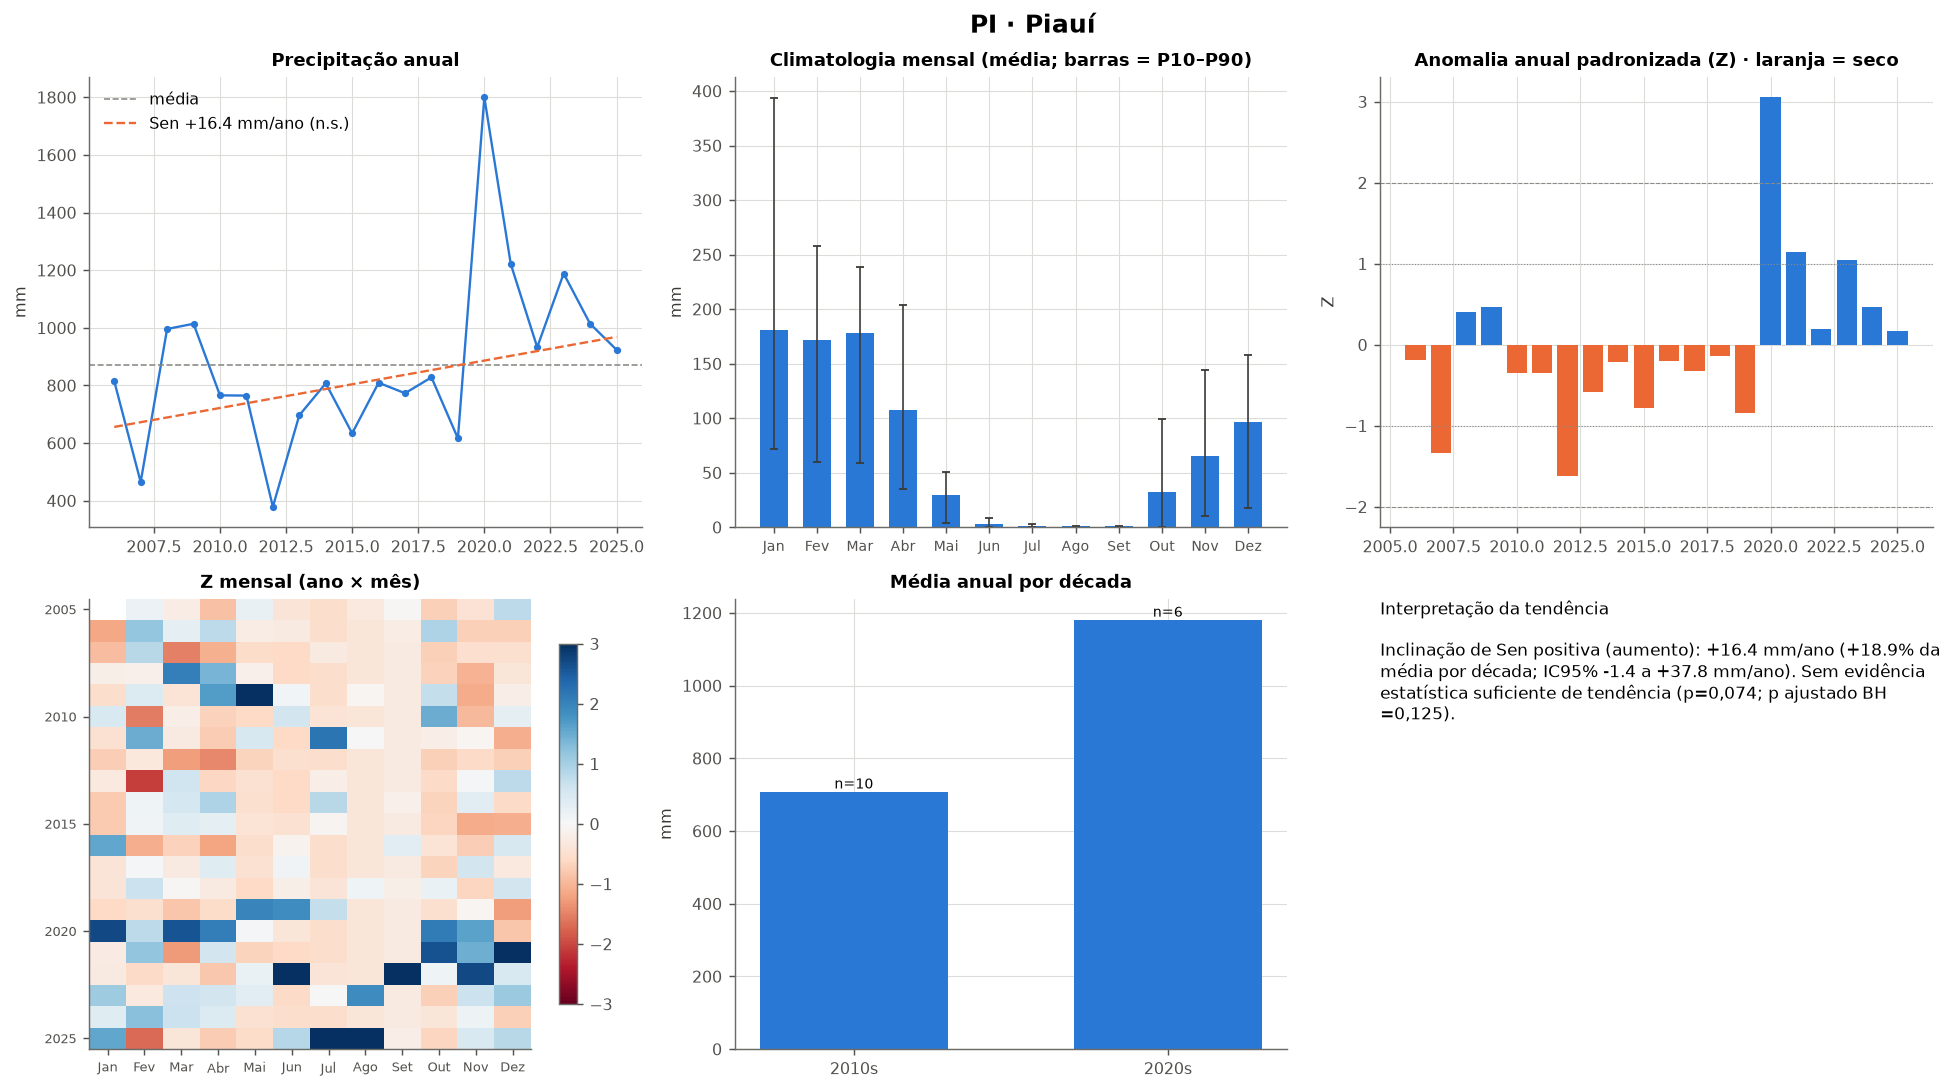 PI · Piauí
Precipitação anual
mm
1800
1600
1400
1200
1000
800
600
400
média
Sen +16.4 mm/ano (n.s.)
2007.5 2010.0 2012.5 2015.0 2017.5 2020.0 2022.5 2025.0
Climatologia mensal (média; barras = P10–P90)
mm
400
350
300
250
200
150
100
50
0
Jan Fev Mar Abr Mai Jun Jul Ago Set Out Nov Dez
Anomalia anual padronizada (Z) · laranja = seco
Z
3
2
1
0
−1
−2
2005.0 2007.5 2010.0 2012.5 2015.0 2017.5 2020.0 2022.5 2025.0
Z mensal (ano × mês)
2005
2010
2015
2020
2025
Jan Fev Mar Abr Mai Jun Jul Ago Set Out Nov Dez
3
2
1
0
−1
−2
−3
Média anual por década
mm
1200
1000
800
600
400
200
0
n=10
n=6
2010s 2020s
Interpretação da tendência
Inclinação de Sen positiva (aumento): +16.4 mm/ano (+18.9% da
média por década; IC95% -1.4 a +37.8 mm/ano). Sem evidência
estatística suficiente de tendência (p=0,074; p ajustado BH
=0,125).